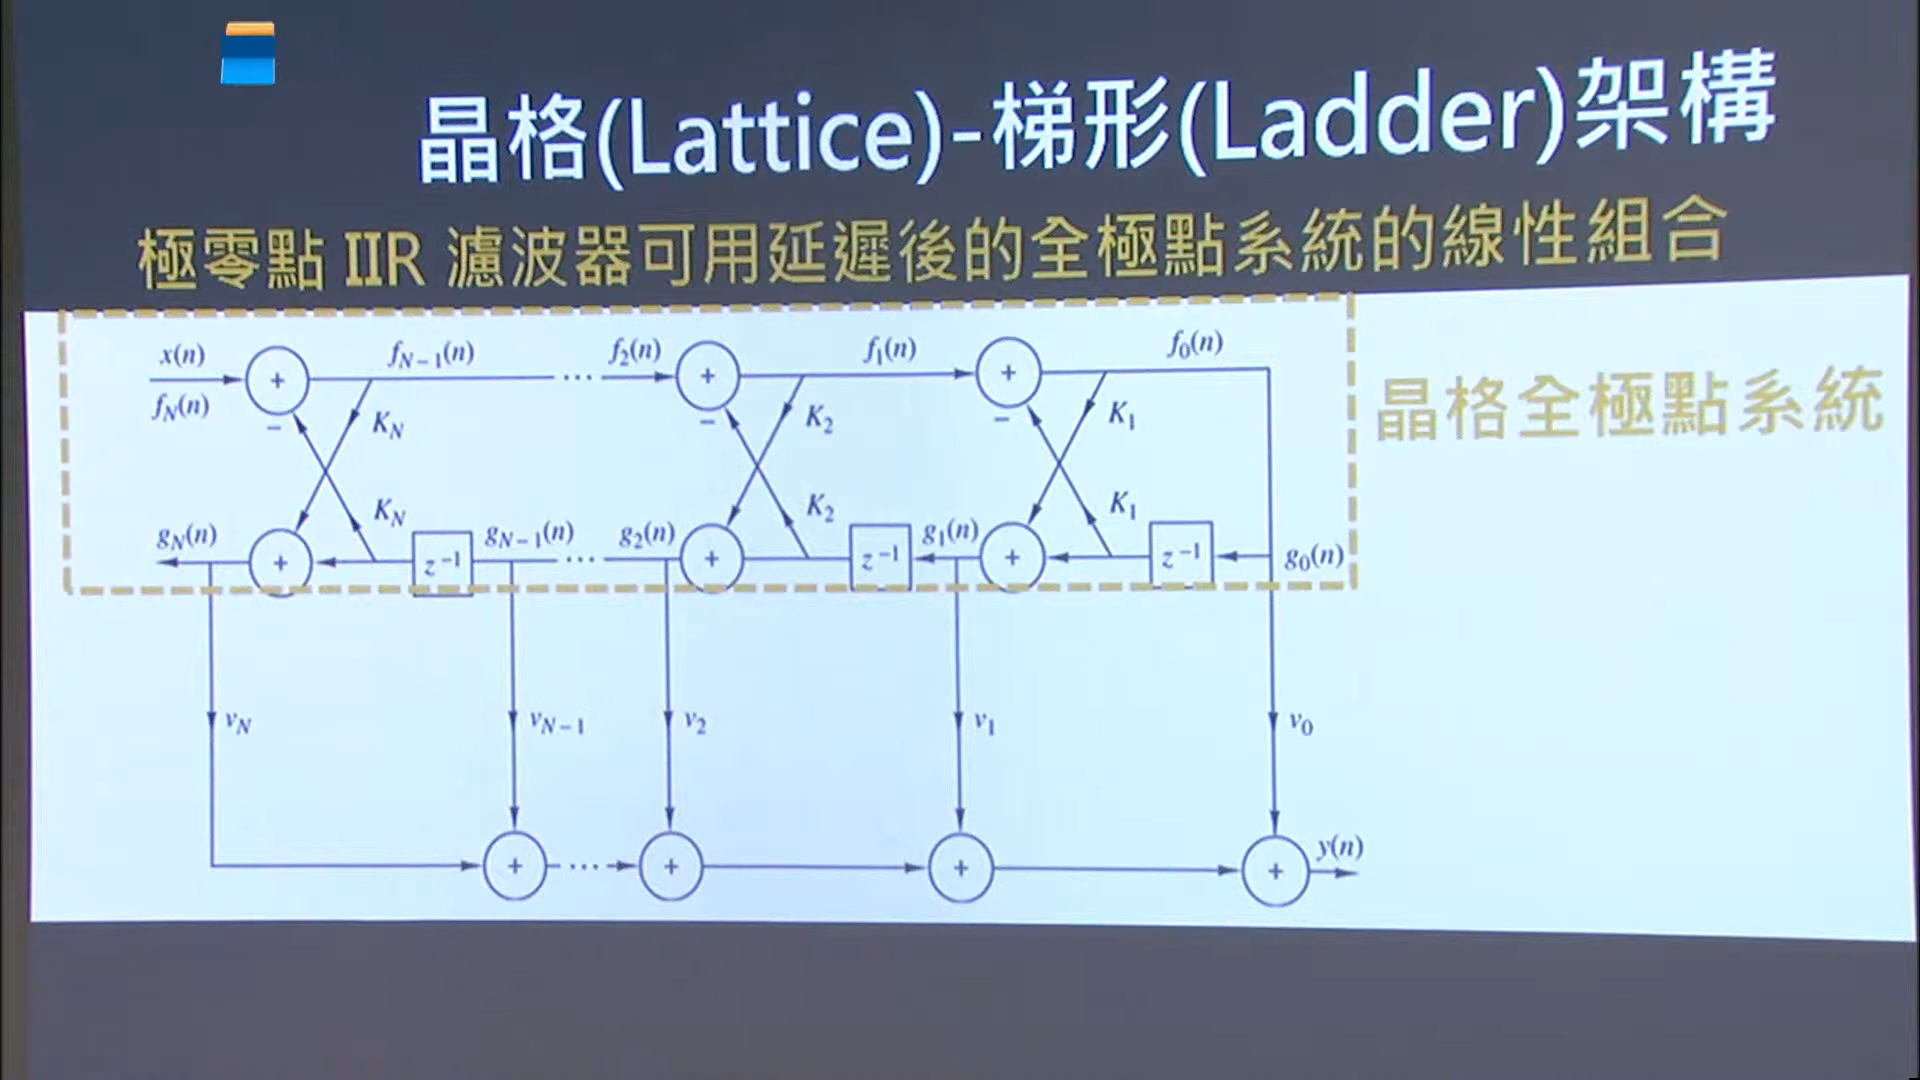 晶格(Lattice)-梯形(Ladder)架構
極零點 IIR 濾波器可用延遲後的全極點系統的線性組合
x(n) f_{N-1}(n) f_2(n) f_1(n) f_0(n)
+ ··· + +
f_N(n)
晶格全極點系統
- K_N - K_2 - K_1
K_N K_2 K_1
g_N(n) g_{N-1}(n) g_2(n) g_1(n)
+ z^{-1} ··· + z^{-1} + z^{-1} g_0(n)
v_N v_{N-1} v_2 v_1 v_0
+ ··· + + + y(n)